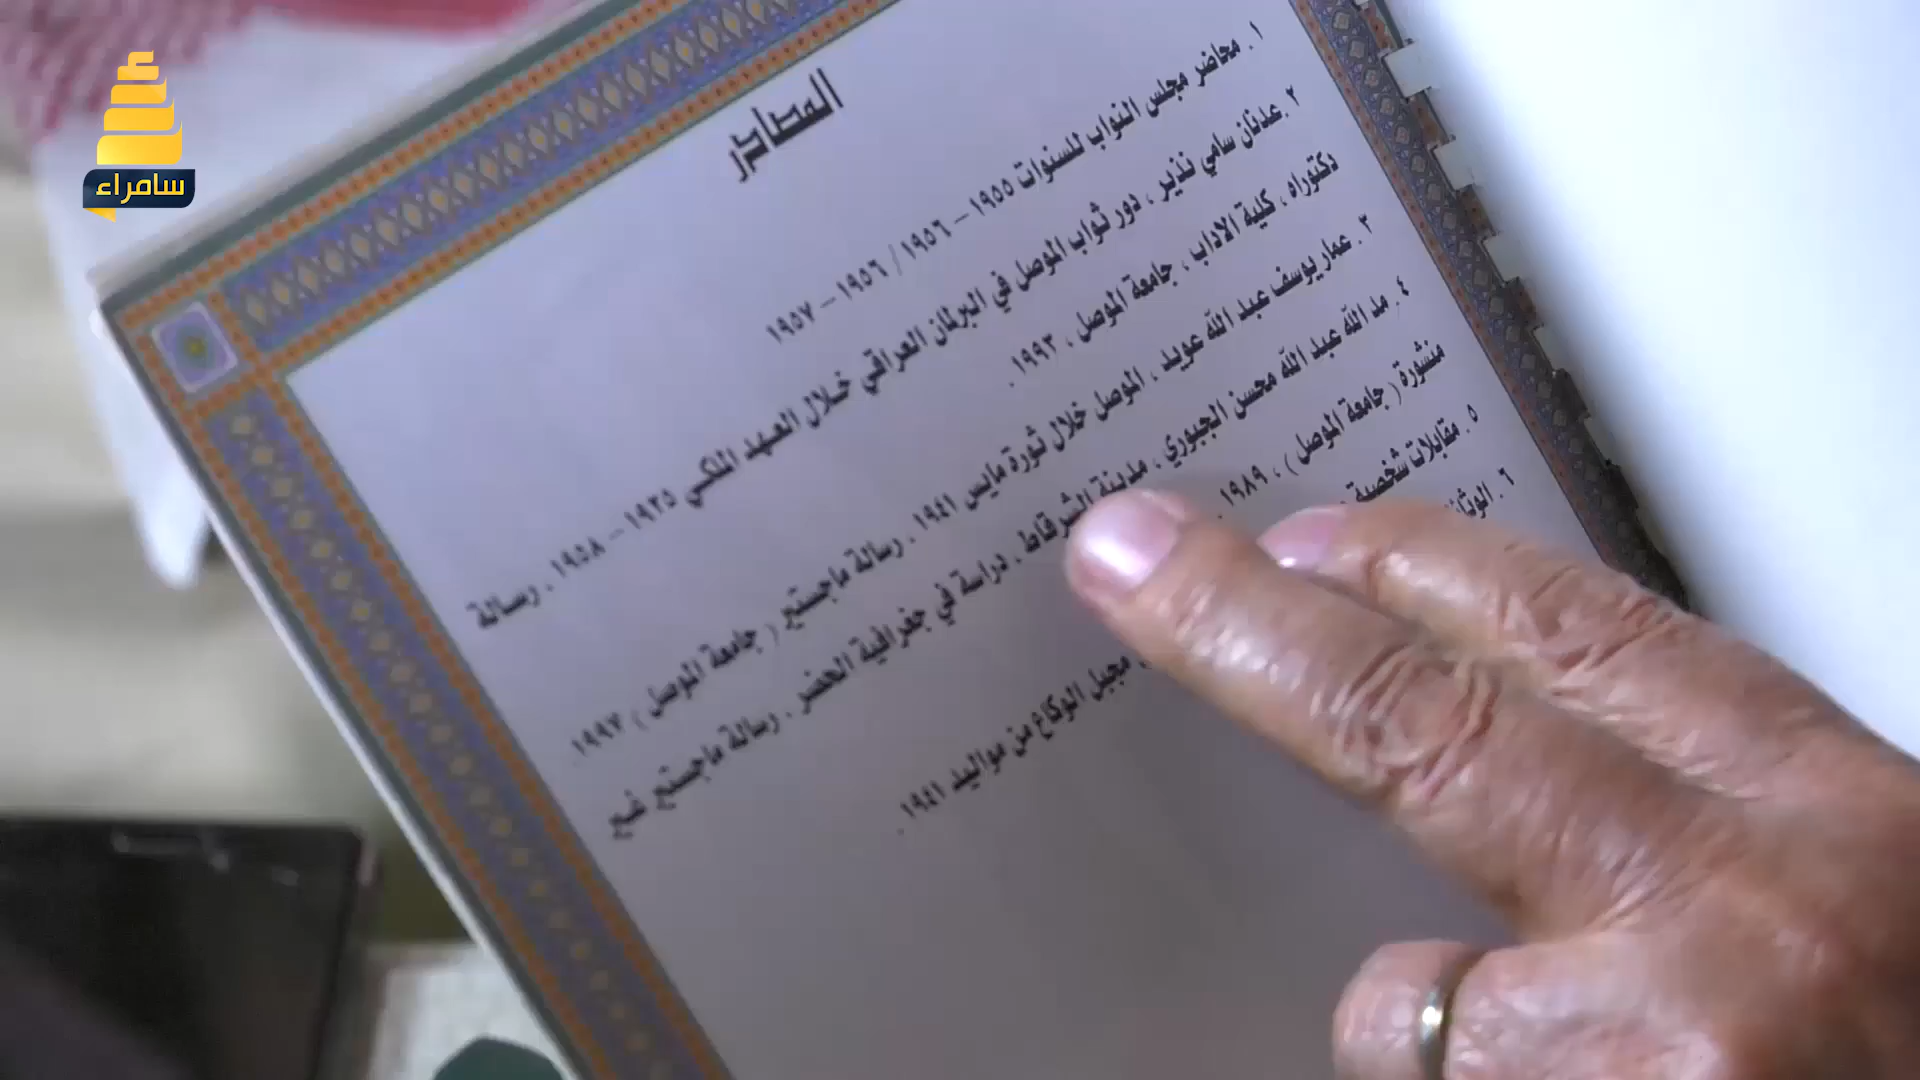 سامراء
المصادر
١. محاضر مجلس النواب للسنوات ١٩٥٥ – ١٩٥٦ / ١٩٥٦ – ١٩٥٧
٢. عدنان سامي نذير ، دور ثواب الموصل في البرلمان العراقي خلال العهد الملكي ١٩٢٥ – ١٩٥٨ . رسالة
دكتوراه ، كلية الاداب ، جامعة الموصل ، ١٩٩٣ .
٣. عمار يوسف عبد الله عويد ، الموصل خلال ثورة مايس ١٩٤١ . رسالة ماجستير ( جامعة الموصل ) ١٩٩٧ .
٤. مد الله عبد الله محسن الجبوري ، مدينة الشرقاط . دراسة في جغرافية الحضر . رسالة ماجستير غير
منشورة ( جامعة الموصل ) ، ١٩٨٩ .
٥. مقابلات شخصية
مجبل الوكاع من مواليد ١٩٤١ .
٦. الوثائق